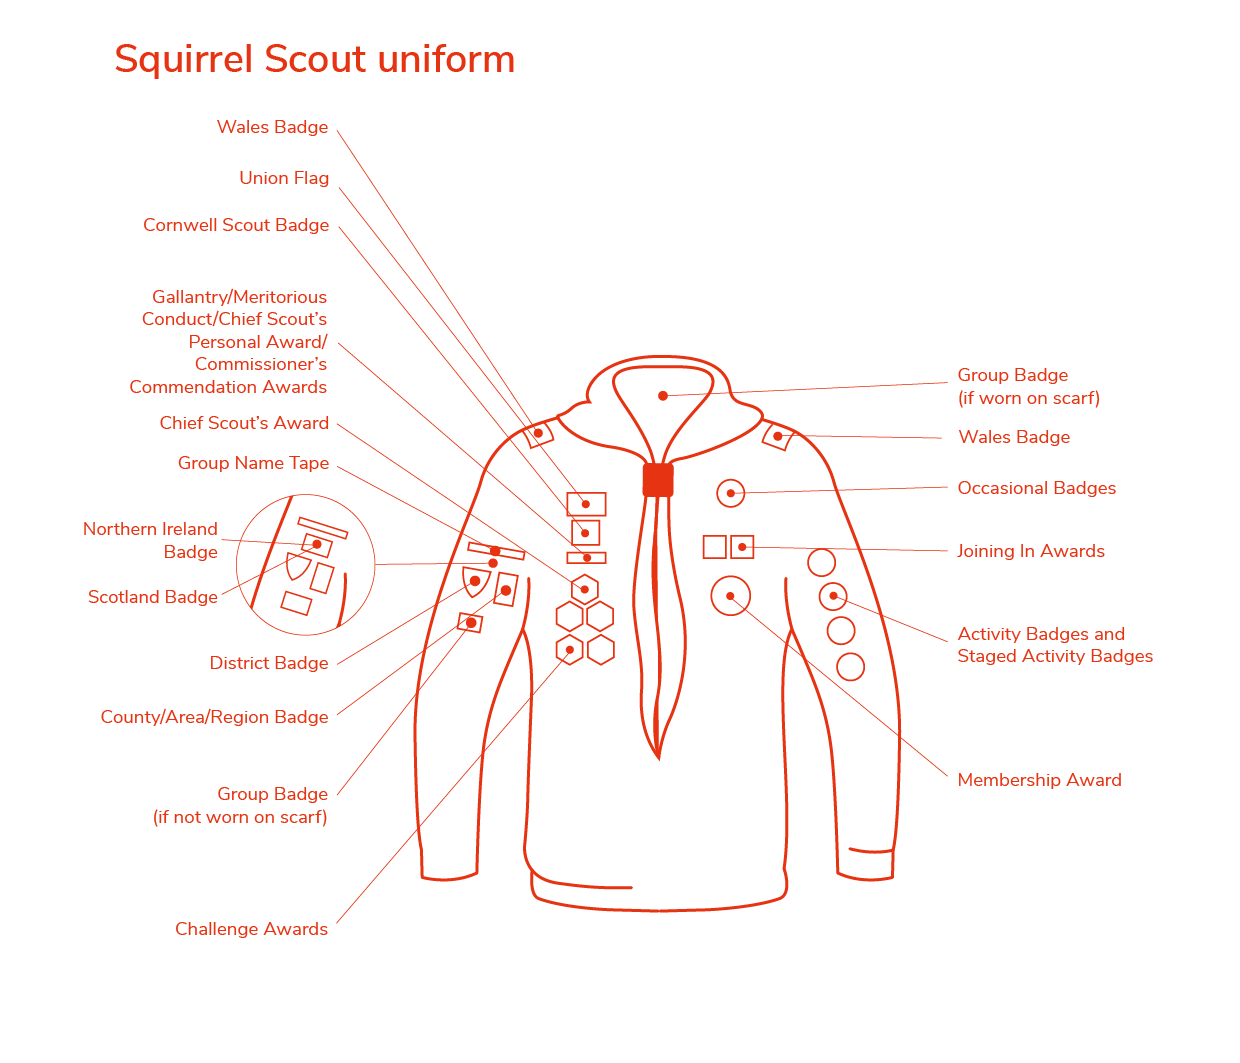 Squirrel Scout uniform
Wales Badge
Union Flag
Cornwell Scout Badge
Gallantry/Meritorious
Conduct/Chief Scout’s
Personal Award/
Commissioner’s
Commendation Awards
Chief Scout’s Award
Group Name Tape
Northern Ireland
Badge
Scotland Badge
District Badge
County/Area/Region Badge
Group Badge
(if not worn on scarf)
Challenge Awards
Group Badge
(if worn on scarf)
Wales Badge
Occasional Badges
Joining In Awards
Activity Badges and
Staged Activity Badges
Membership Award